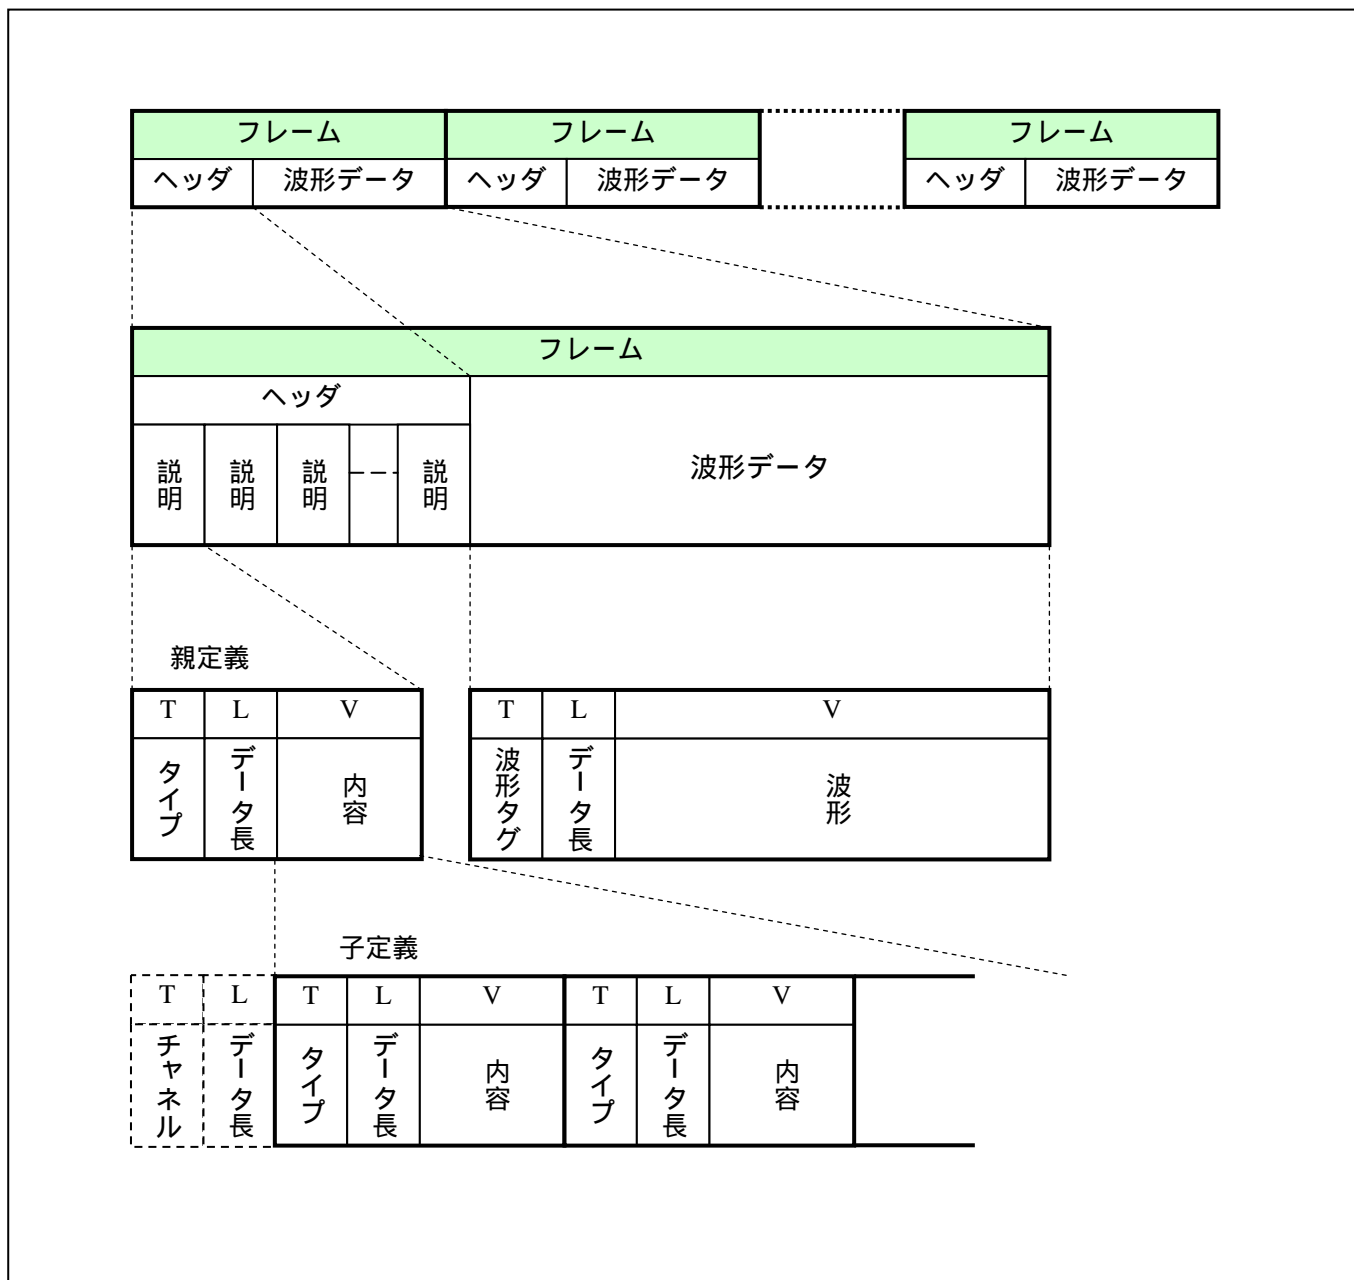 フレーム フレーム フレーム
ヘッダ 波形データ ヘッダ 波形データ ヘッダ 波形データ
フレーム
ヘッダ
説明 説明 説明 説明 波形データ
親定義
T L V T L V
タイプ データ長 内容 波形タグ データ長 波形
子定義
T L T L V T L V
チャネル データ長 タイプ データ長 内容 タイプ データ長 内容